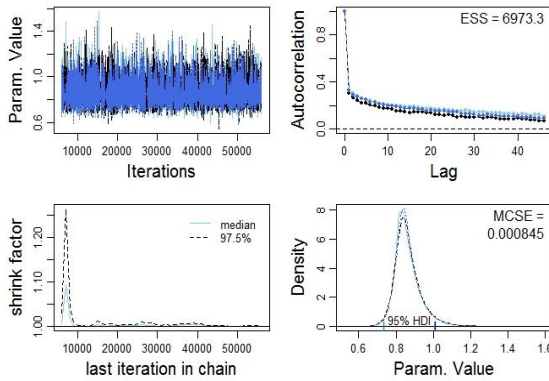 Param. Value
0.6 1.0 1.4
10000 20000 30000 40000 50000
Iterations
Autocorrelation
0.0 0.4 0.8
ESS = 6973.3
0 10 20 30 40
Lag
shrink factor
1.00 1.10 1.20
median
97.5%
10000 20000 30000 40000 50000
last iteration in chain
Density
0 2 4 6 8
MCSE =
0.000845
95% HDI
0.6 0.8 1.0 1.2 1.4 1.6
Param. Value